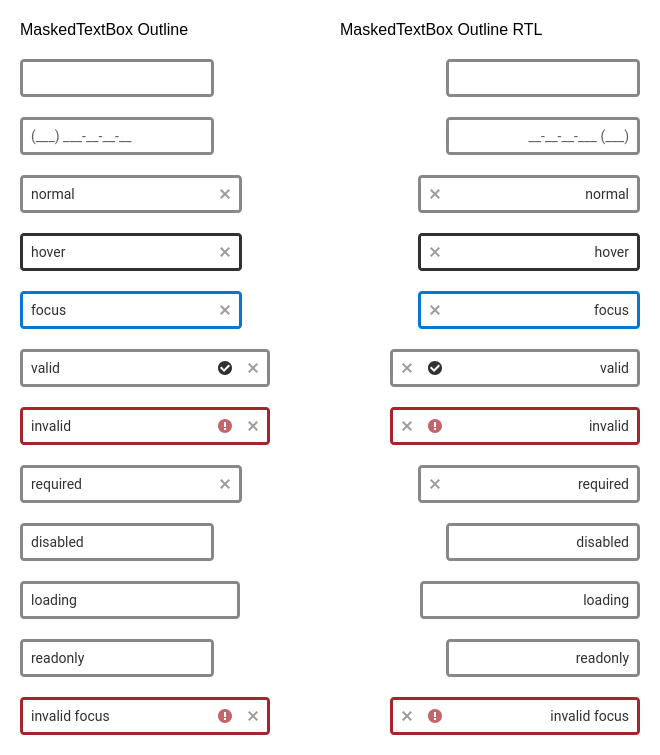 MaskedTextBox Outline
(___) ___-__-__-__
normal
hover
focus
valid
invalid
required
disabled
loading
readonly
invalid focus
MaskedTextBox Outline RTL
__-__-__-___ (___)
normal
hover
focus
valid
invalid
required
disabled
loading
readonly
invalid focus